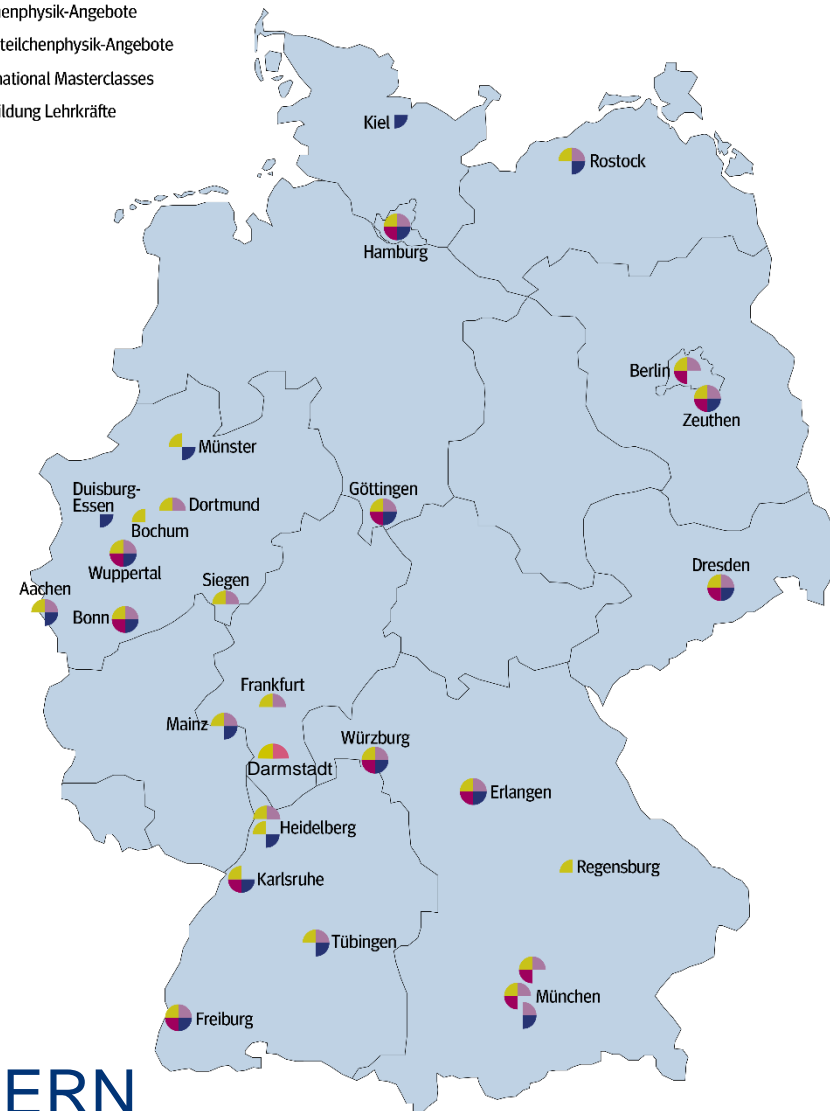 enphysik-Angebote
teilchenphysik-Angebote
national Masterclasses
ildung Lehrkräfte
Kiel
Rostock
Hamburg
Berlin
Zeuthen
Münster
Duisburg-
Essen
Dortmund
Bochum
Göttingen
Wuppertal
Dresden
Siegen
Aachen
Bonn
Frankfurt
Mainz
Würzburg
Darmstadt
Erlangen
Heidelberg
Regensburg
Karlsruhe
Tübingen
München
Freiburg
ERN